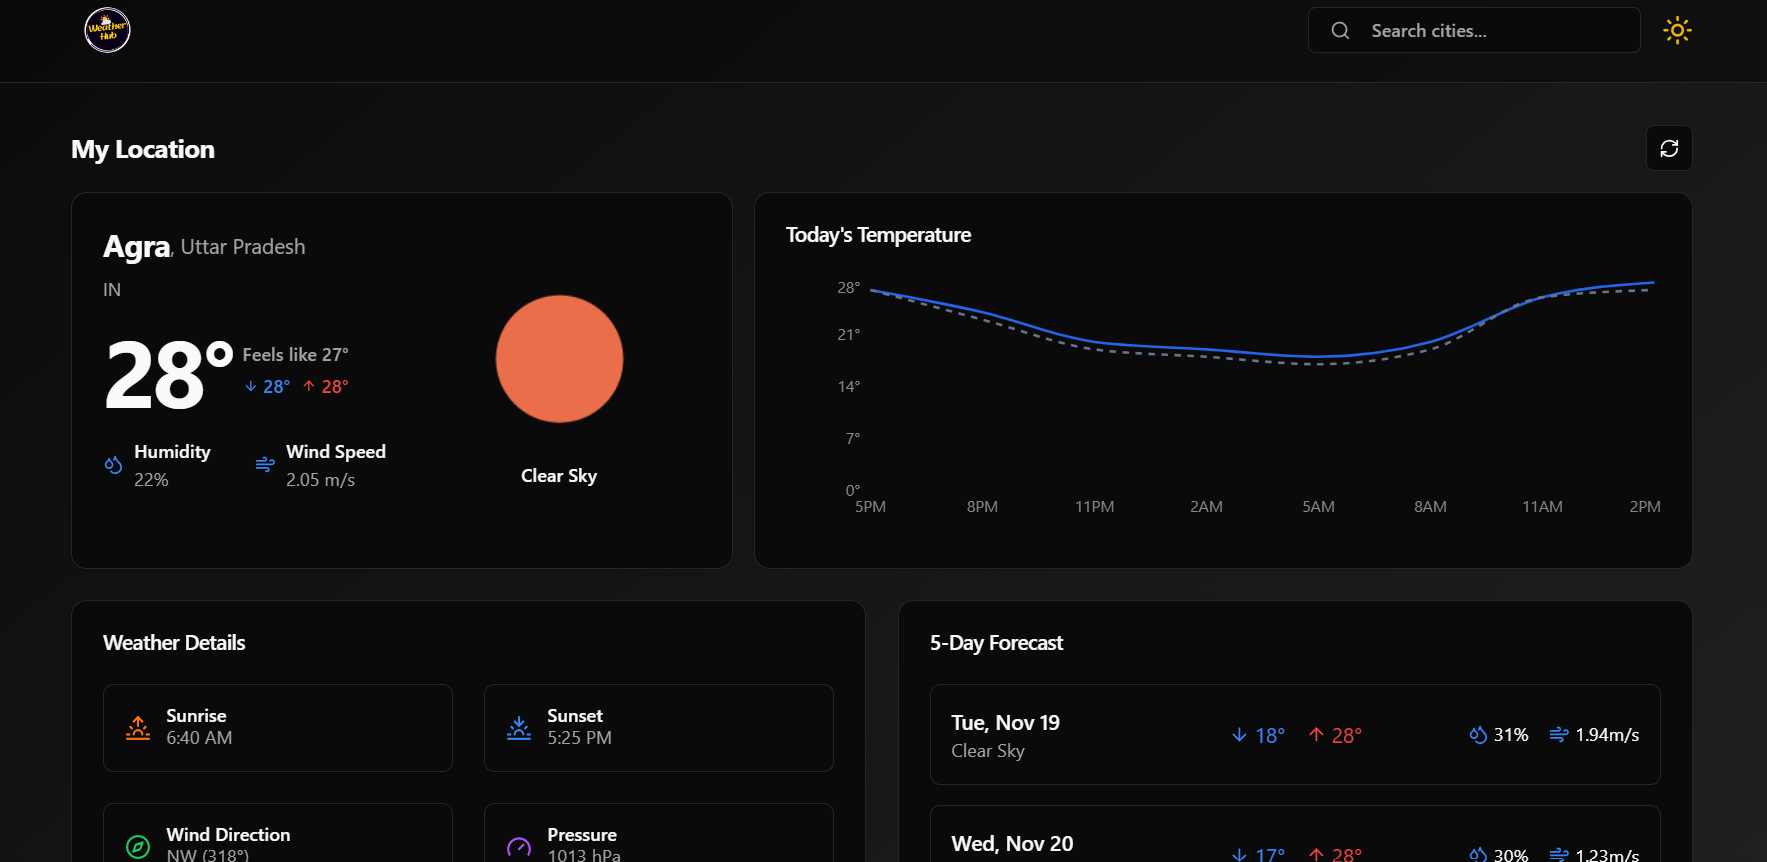 Weather
Hub
Search cities...
My Location
Agra, Uttar Pradesh
IN
28°
Feels like 27°
↓ 28° ↑ 28°
Humidity
22%
Wind Speed
2.05 m/s
Clear Sky
Today's Temperature
28°
21°
14°
7°
0°
5PM 8PM 11PM 2AM 5AM 8AM 11AM 2PM
Weather Details
Sunrise
6:40 AM
Sunset
5:25 PM
Wind Direction
NW (318°)
Pressure
1013 hPa
5-Day Forecast
Tue, Nov 19
Clear Sky
↓ 18° ↑ 28° 31% 1.94m/s
Wed, Nov 20
↓ 17° ↑ 28° 30% 1.23m/s